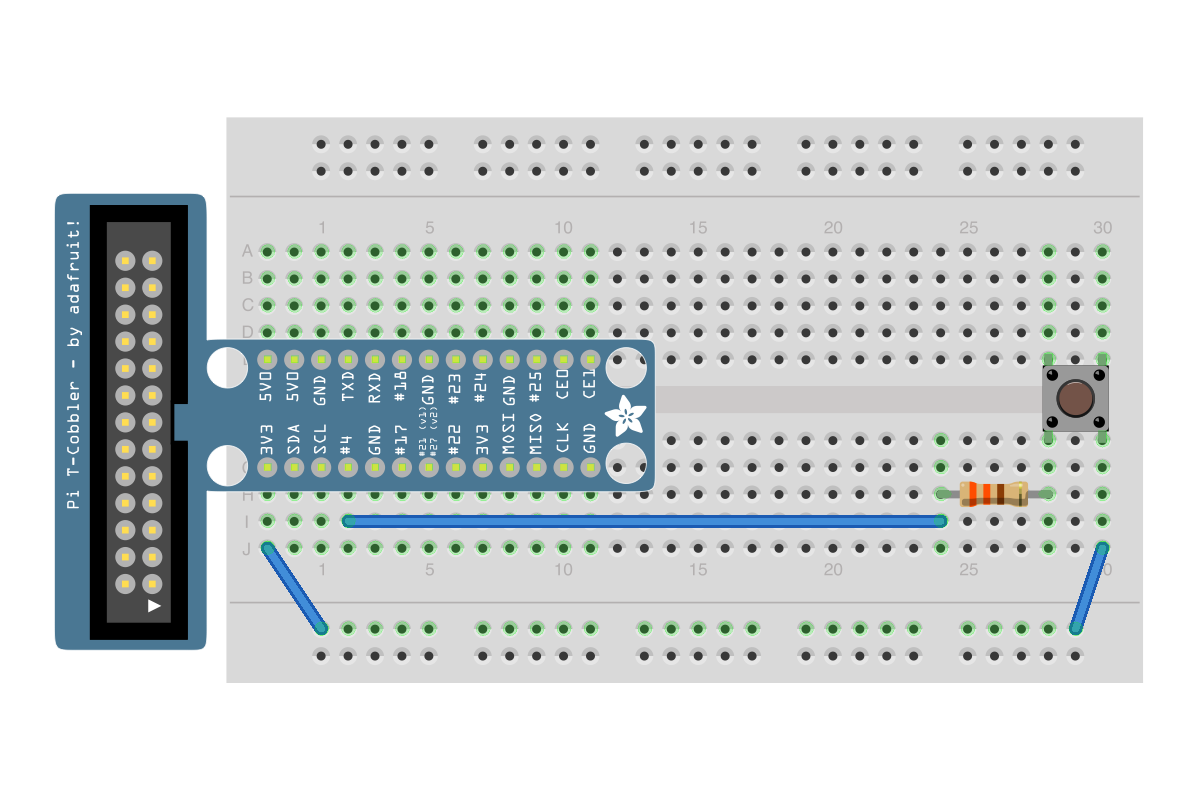 Pi T-Cobbler - by adafruit!
1 5 10 15 20 25 30
A
B
C
D
5V0 5V0 GND TXD RXD #18 GND #23 #24 GND #25 CE0 CE1
3V3 SDA SCL #4 GND #17 #21 (v1) #27 (v2) #22 3V3 MOSI MISO CLK GND
H
I
J
1 5 10 15 20 25 0